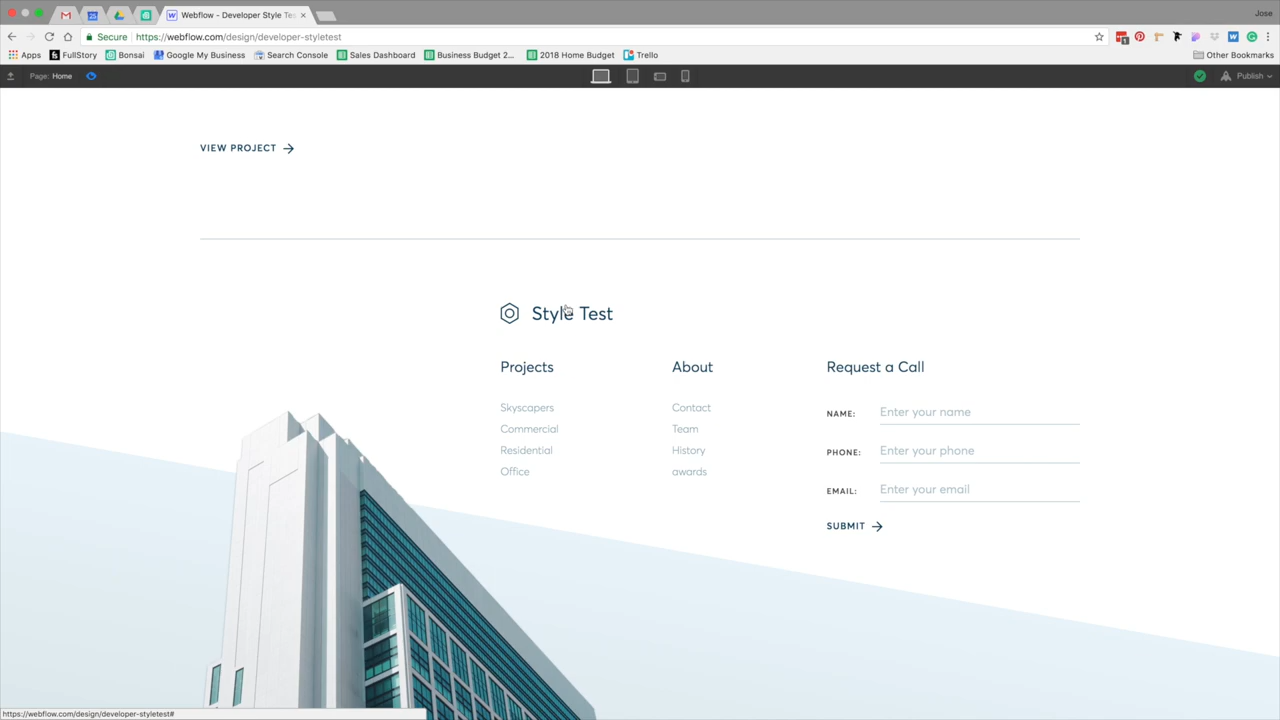 Webflow - Developer Style Tes
Jose
Secure
https://webflow.com/design/developer-styletest
Apps
FullStory
Bonsai
Google My Business
Search Console
Sales Dashboard
Business Budget 2...
2018 Home Budget
Trello
Other Bookmarks
Page: Home
Publish
VIEW PROJECT
Style Test
Projects
About
Request a Call
Skyscapers
Contact
NAME:
Enter your name
Commercial
Team
Residential
History
PHONE:
Enter your phone
Office
awards
EMAIL:
Enter your email
SUBMIT
https://webflow.com/design/developer-styletest#